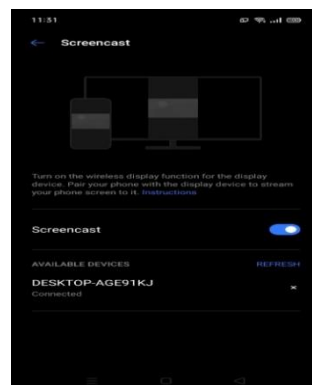 11:51
Screencast
Turn on the wireless display function for the display
device. Pair your phone with the display device to stream
your phone screen to it. Instructions
Screencast
AVAILABLE DEVICES REFRESH
DESKTOP-AGE91KJ
Connected